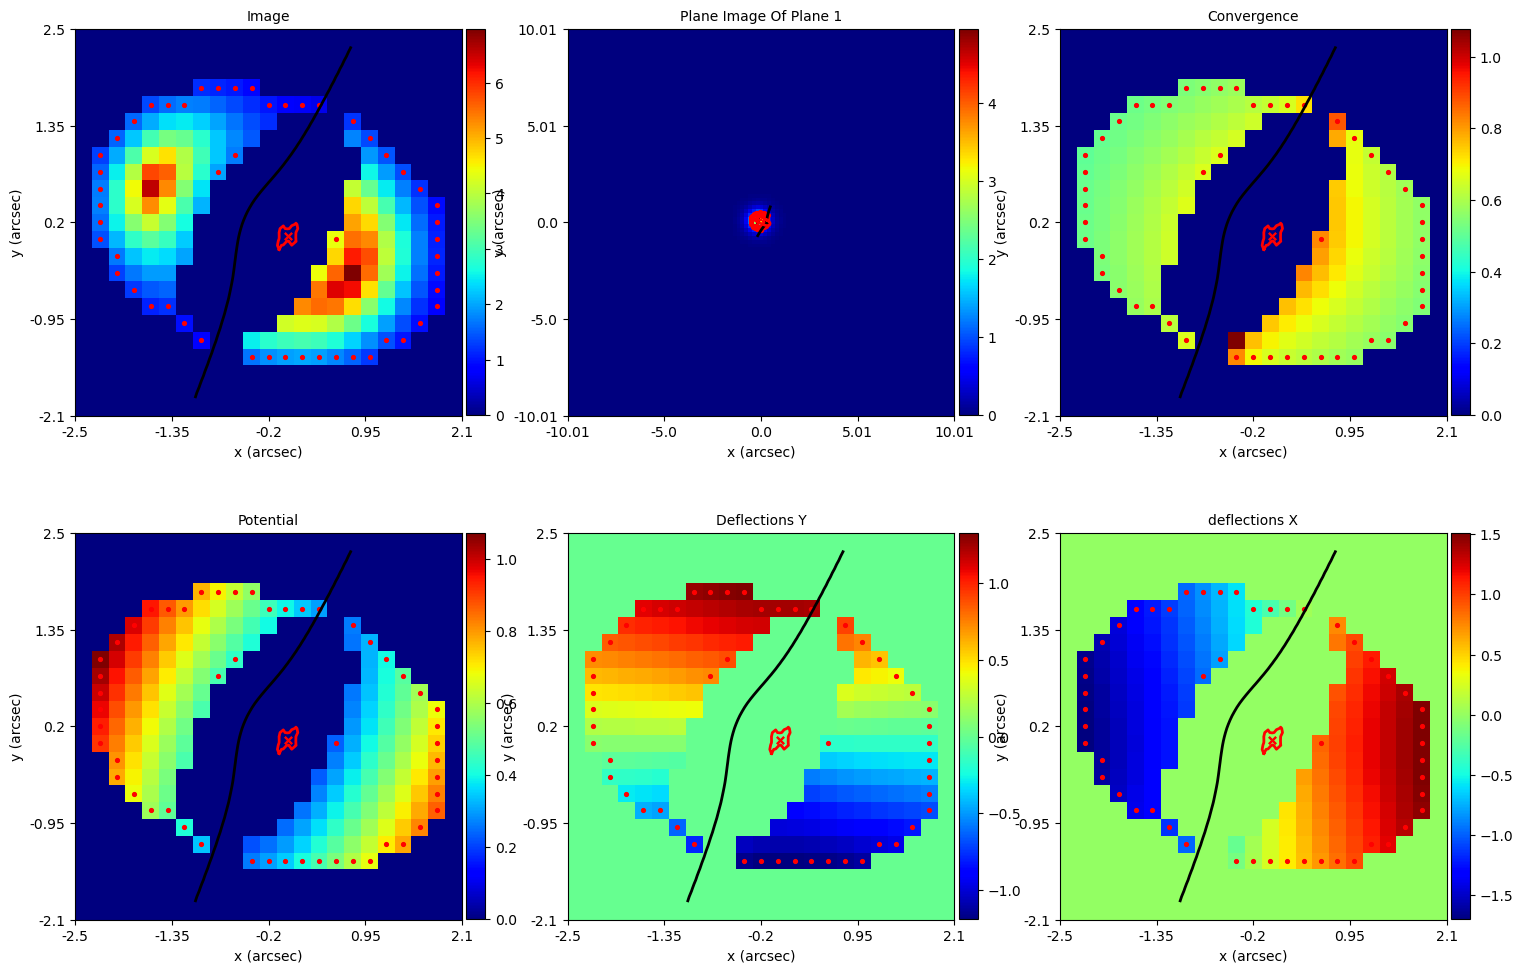 Image
Plane Image Of Plane 1
Convergence
2.5
1.35
0.2
-0.95
-2.1
y (arcsec)
-2.5 -1.35 -0.2 0.95 2.1
x (arcsec)
6
5
4
3
2
1
0
10.01
5.01
0.0
-5.0
-10.01
y (arcsec)
-10.01 -5.0 0.0 5.01 10.01
x (arcsec)
4
3
2
1
0
2.5
1.35
0.2
-0.95
-2.1
y (arcsec)
-2.5 -1.35 -0.2 0.95 2.1
x (arcsec)
1.0
0.8
0.6
0.4
0.2
0.0
Potential
Deflections Y
deflections X
2.5
1.35
0.2
-0.95
-2.1
y (arcsec)
-2.5 -1.35 -0.2 0.95 2.1
x (arcsec)
1.0
0.8
0.6
0.4
0.2
0.0
2.5
1.35
0.2
-0.95
-2.1
y (arcsec)
-2.5 -1.35 -0.2 0.95 2.1
x (arcsec)
1.0
0.5
0.0
−0.5
−1.0
2.5
1.35
0.2
-0.95
-2.1
y (arcsec)
-2.5 -1.35 -0.2 0.95 2.1
x (arcsec)
1.5
1.0
0.5
0.0
−0.5
−1.0
−1.5